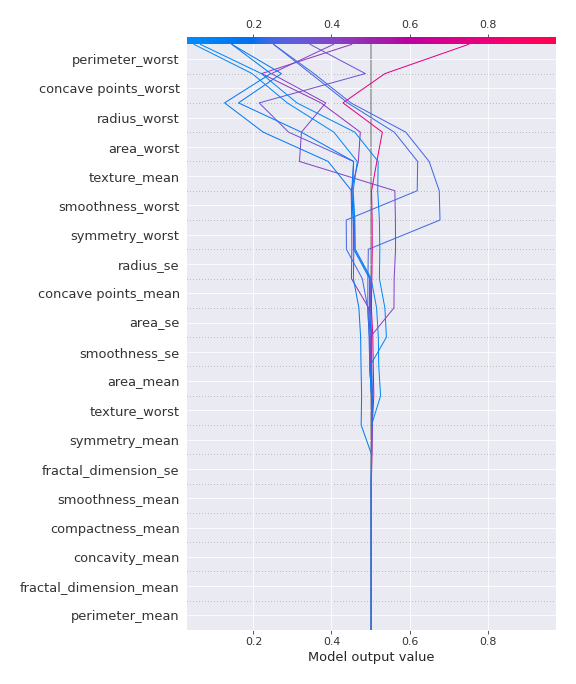 0.2 0.4 0.6 0.8
perimeter_worst
concave points_worst
radius_worst
area_worst
texture_mean
smoothness_worst
symmetry_worst
radius_se
concave points_mean
area_se
smoothness_se
area_mean
texture_worst
symmetry_mean
fractal_dimension_se
smoothness_mean
compactness_mean
concavity_mean
fractal_dimension_mean
perimeter_mean
0.2 0.4 0.6 0.8
Model output value